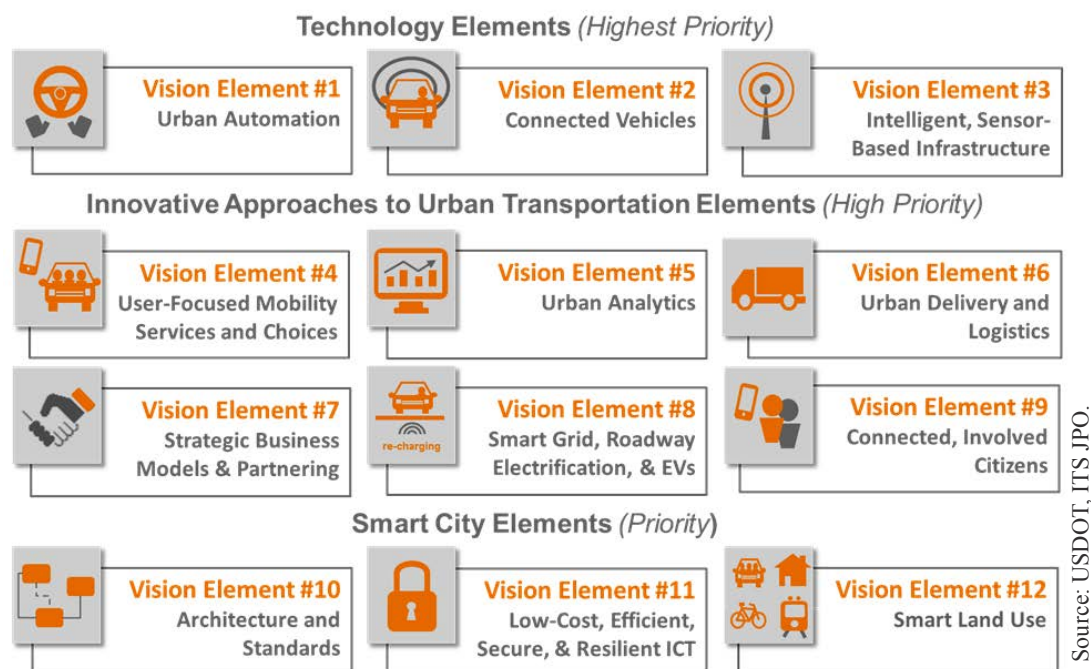 Technology Elements (Highest Priority)
Vision Element #1
Urban Automation
Vision Element #2
Connected Vehicles
Vision Element #3
Intelligent, Sensor-
Based Infrastructure
Innovative Approaches to Urban Transportation Elements (High Priority)
Vision Element #4
User-Focused Mobility
Services and Choices
Vision Element #5
Urban Analytics
Vision Element #6
Urban Delivery and
Logistics
Vision Element #7
Strategic Business
Models & Partnering
re-charging
Vision Element #8
Smart Grid, Roadway
Electrification, & EVs
Vision Element #9
Connected, Involved
Citizens
Smart City Elements (Priority)
Vision Element #10
Architecture and
Standards
Vision Element #11
Low-Cost, Efficient,
Secure, & Resilient ICT
Vision Element #12
Smart Land Use
Source: USDOT, ITS JPO.